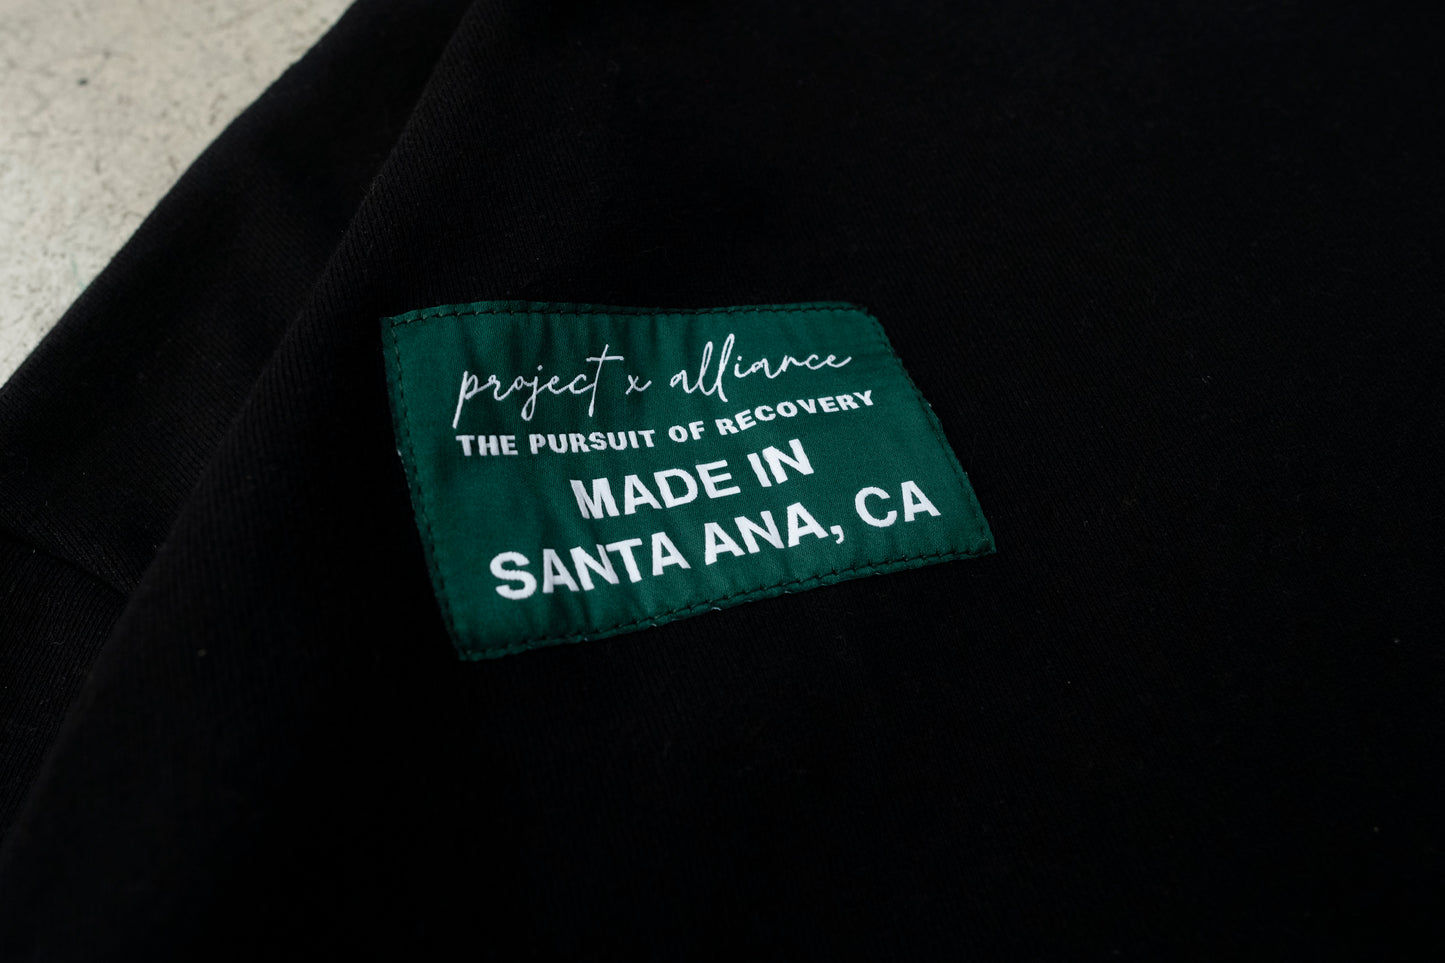 project x alliance
THE PURSUIT OF RECOVERY
MADE IN
SANTA ANA, CA